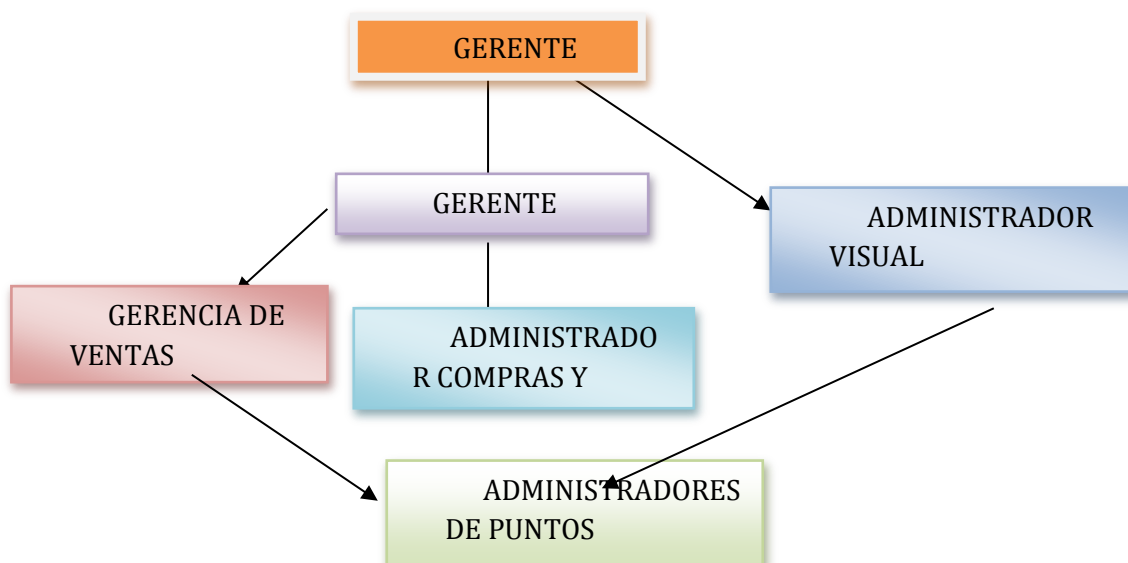 GERENTE
GERENTE
ADMINISTRADOR
VISUAL
GERENCIA DE
VENTAS
ADMINISTRADO
R COMPRAS Y
ADMINISTRADORES
DE PUNTOS